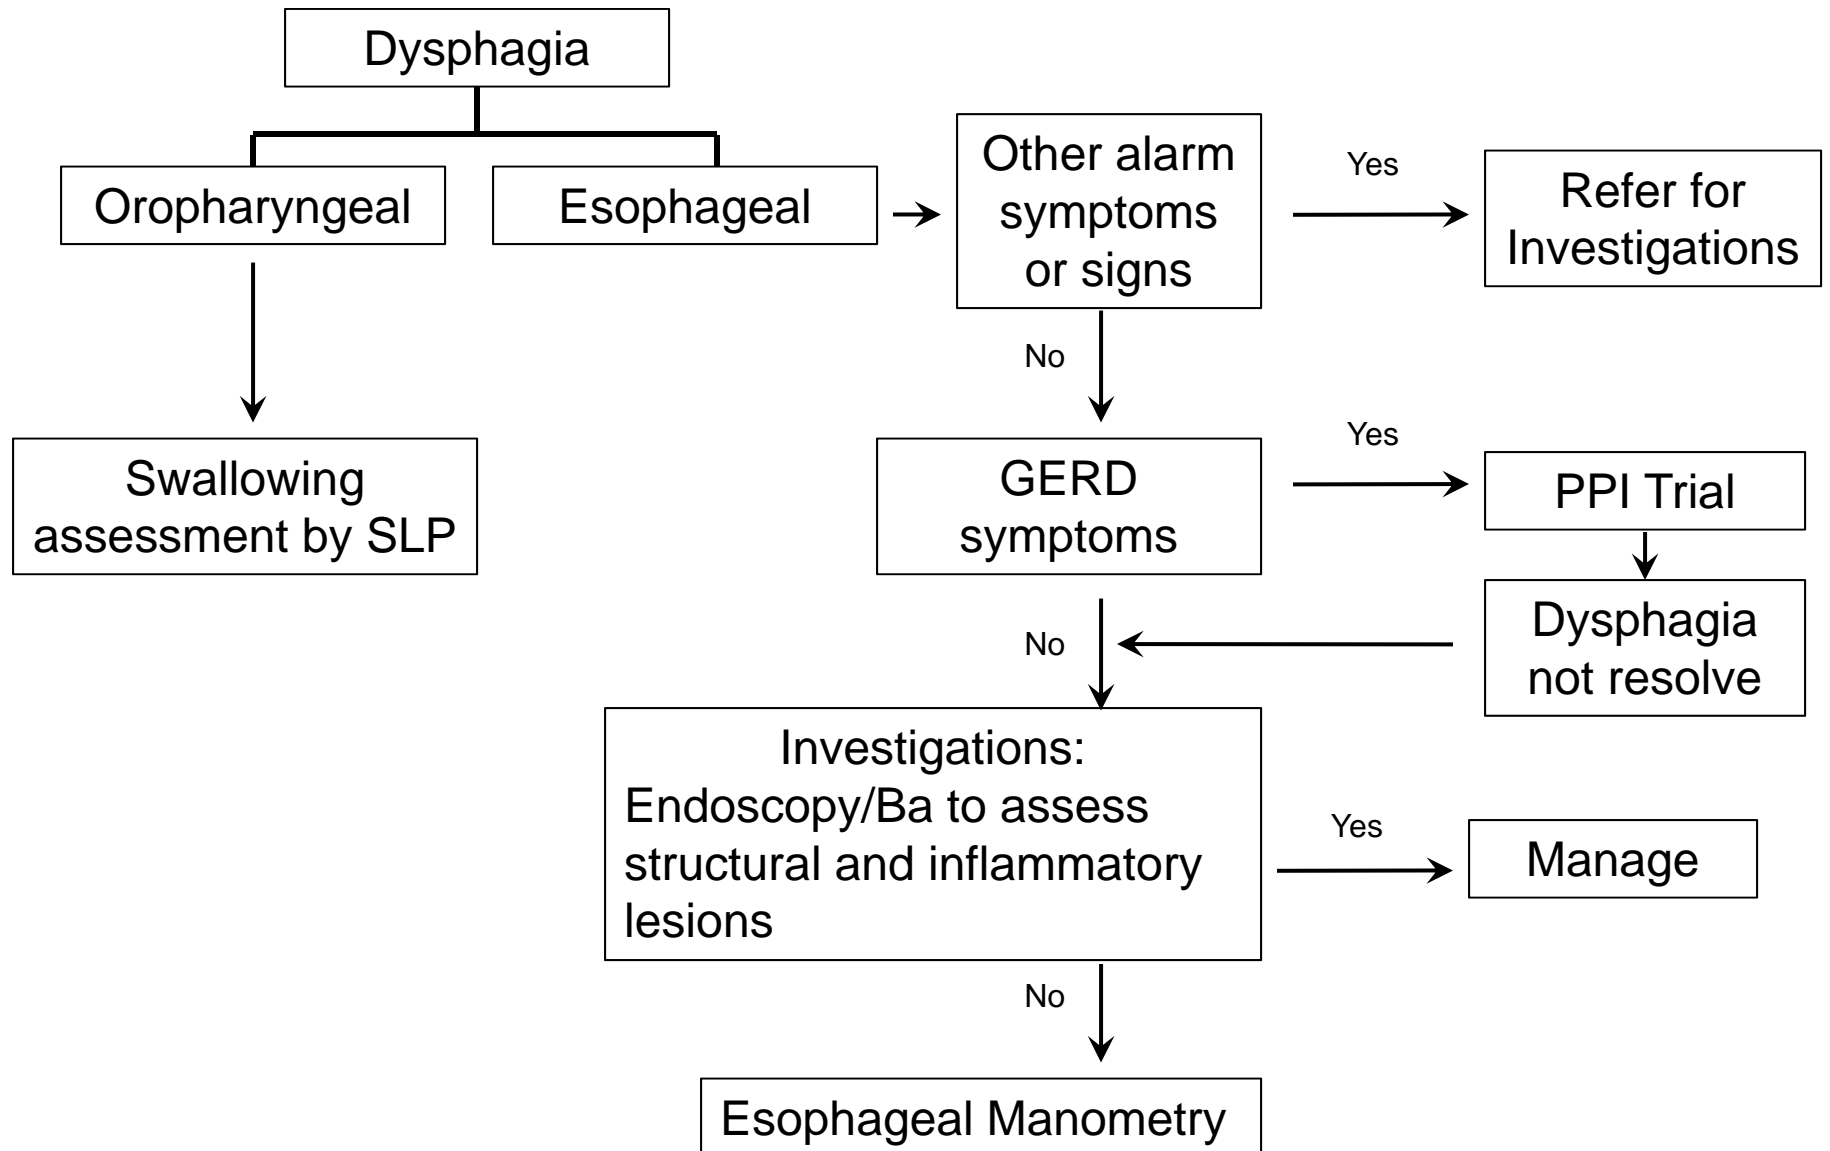 Dysphagia
Oropharyngeal
Esophageal
Other alarm
symptoms
or signs
Yes
Refer for
Investigations
No
Swallowing
assessment by SLP
GERD
symptoms
Yes
PPI Trial
Dysphagia
not resolve
No
Investigations:
Endoscopy/Ba to assess
structural and inflammatory
lesions
Yes
Manage
No
Esophageal Manometry